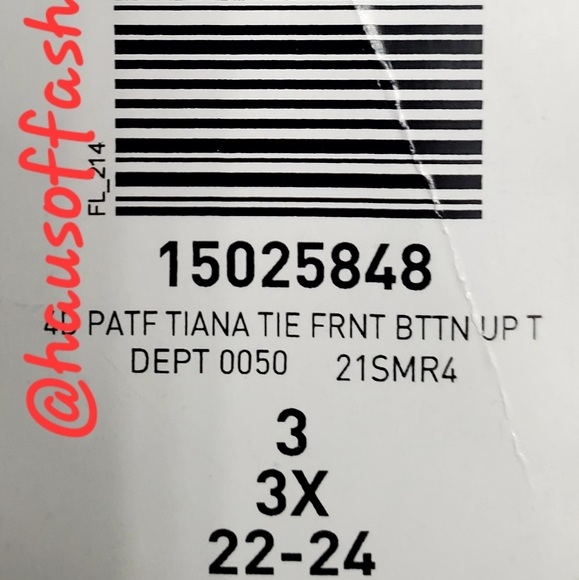 @hausoffash
FL_214
15025848
PATF TIANA TIE FRNT BTTN UP T
DEPT 0050 21SMR4
3
3X
22-24